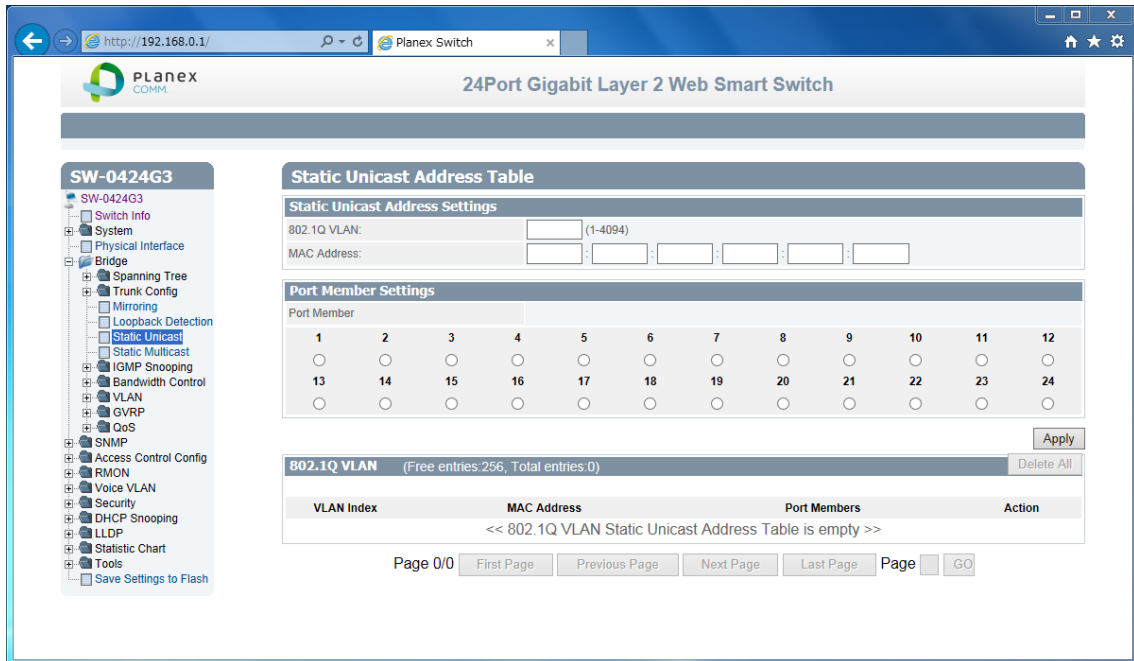 http://192.168.0.1/
Planex Switch
PLANEX
COMM.
24Port Gigabit Layer 2 Web Smart Switch
SW-0424G3
SW-0424G3
Switch Info
System
Physical Interface
Bridge
Spanning Tree
Trunk Config
Mirroring
Loopback Detection
Static Unicast
Static Multicast
IGMP Snooping
Bandwidth Control
VLAN
GVRP
QoS
SNMP
Access Control Config
RMON
Voice VLAN
Security
DHCP Snooping
LLDP
Statistic Chart
Tools
Save Settings to Flash
Static Unicast Address Table
Static Unicast Address Settings
802.1Q VLAN: (1-4094)
MAC Address: : : : : :
Port Member Settings
Port Member
1 2 3 4 5 6 7 8 9 10 11 12
13 14 15 16 17 18 19 20 21 22 23 24
Apply
802.1Q VLAN (Free entries:256, Total entries:0) Delete All
VLAN Index MAC Address Port Members Action
<< 802.1Q VLAN Static Unicast Address Table is empty >>
Page 0/0 First Page Previous Page Next Page Last Page Page GO